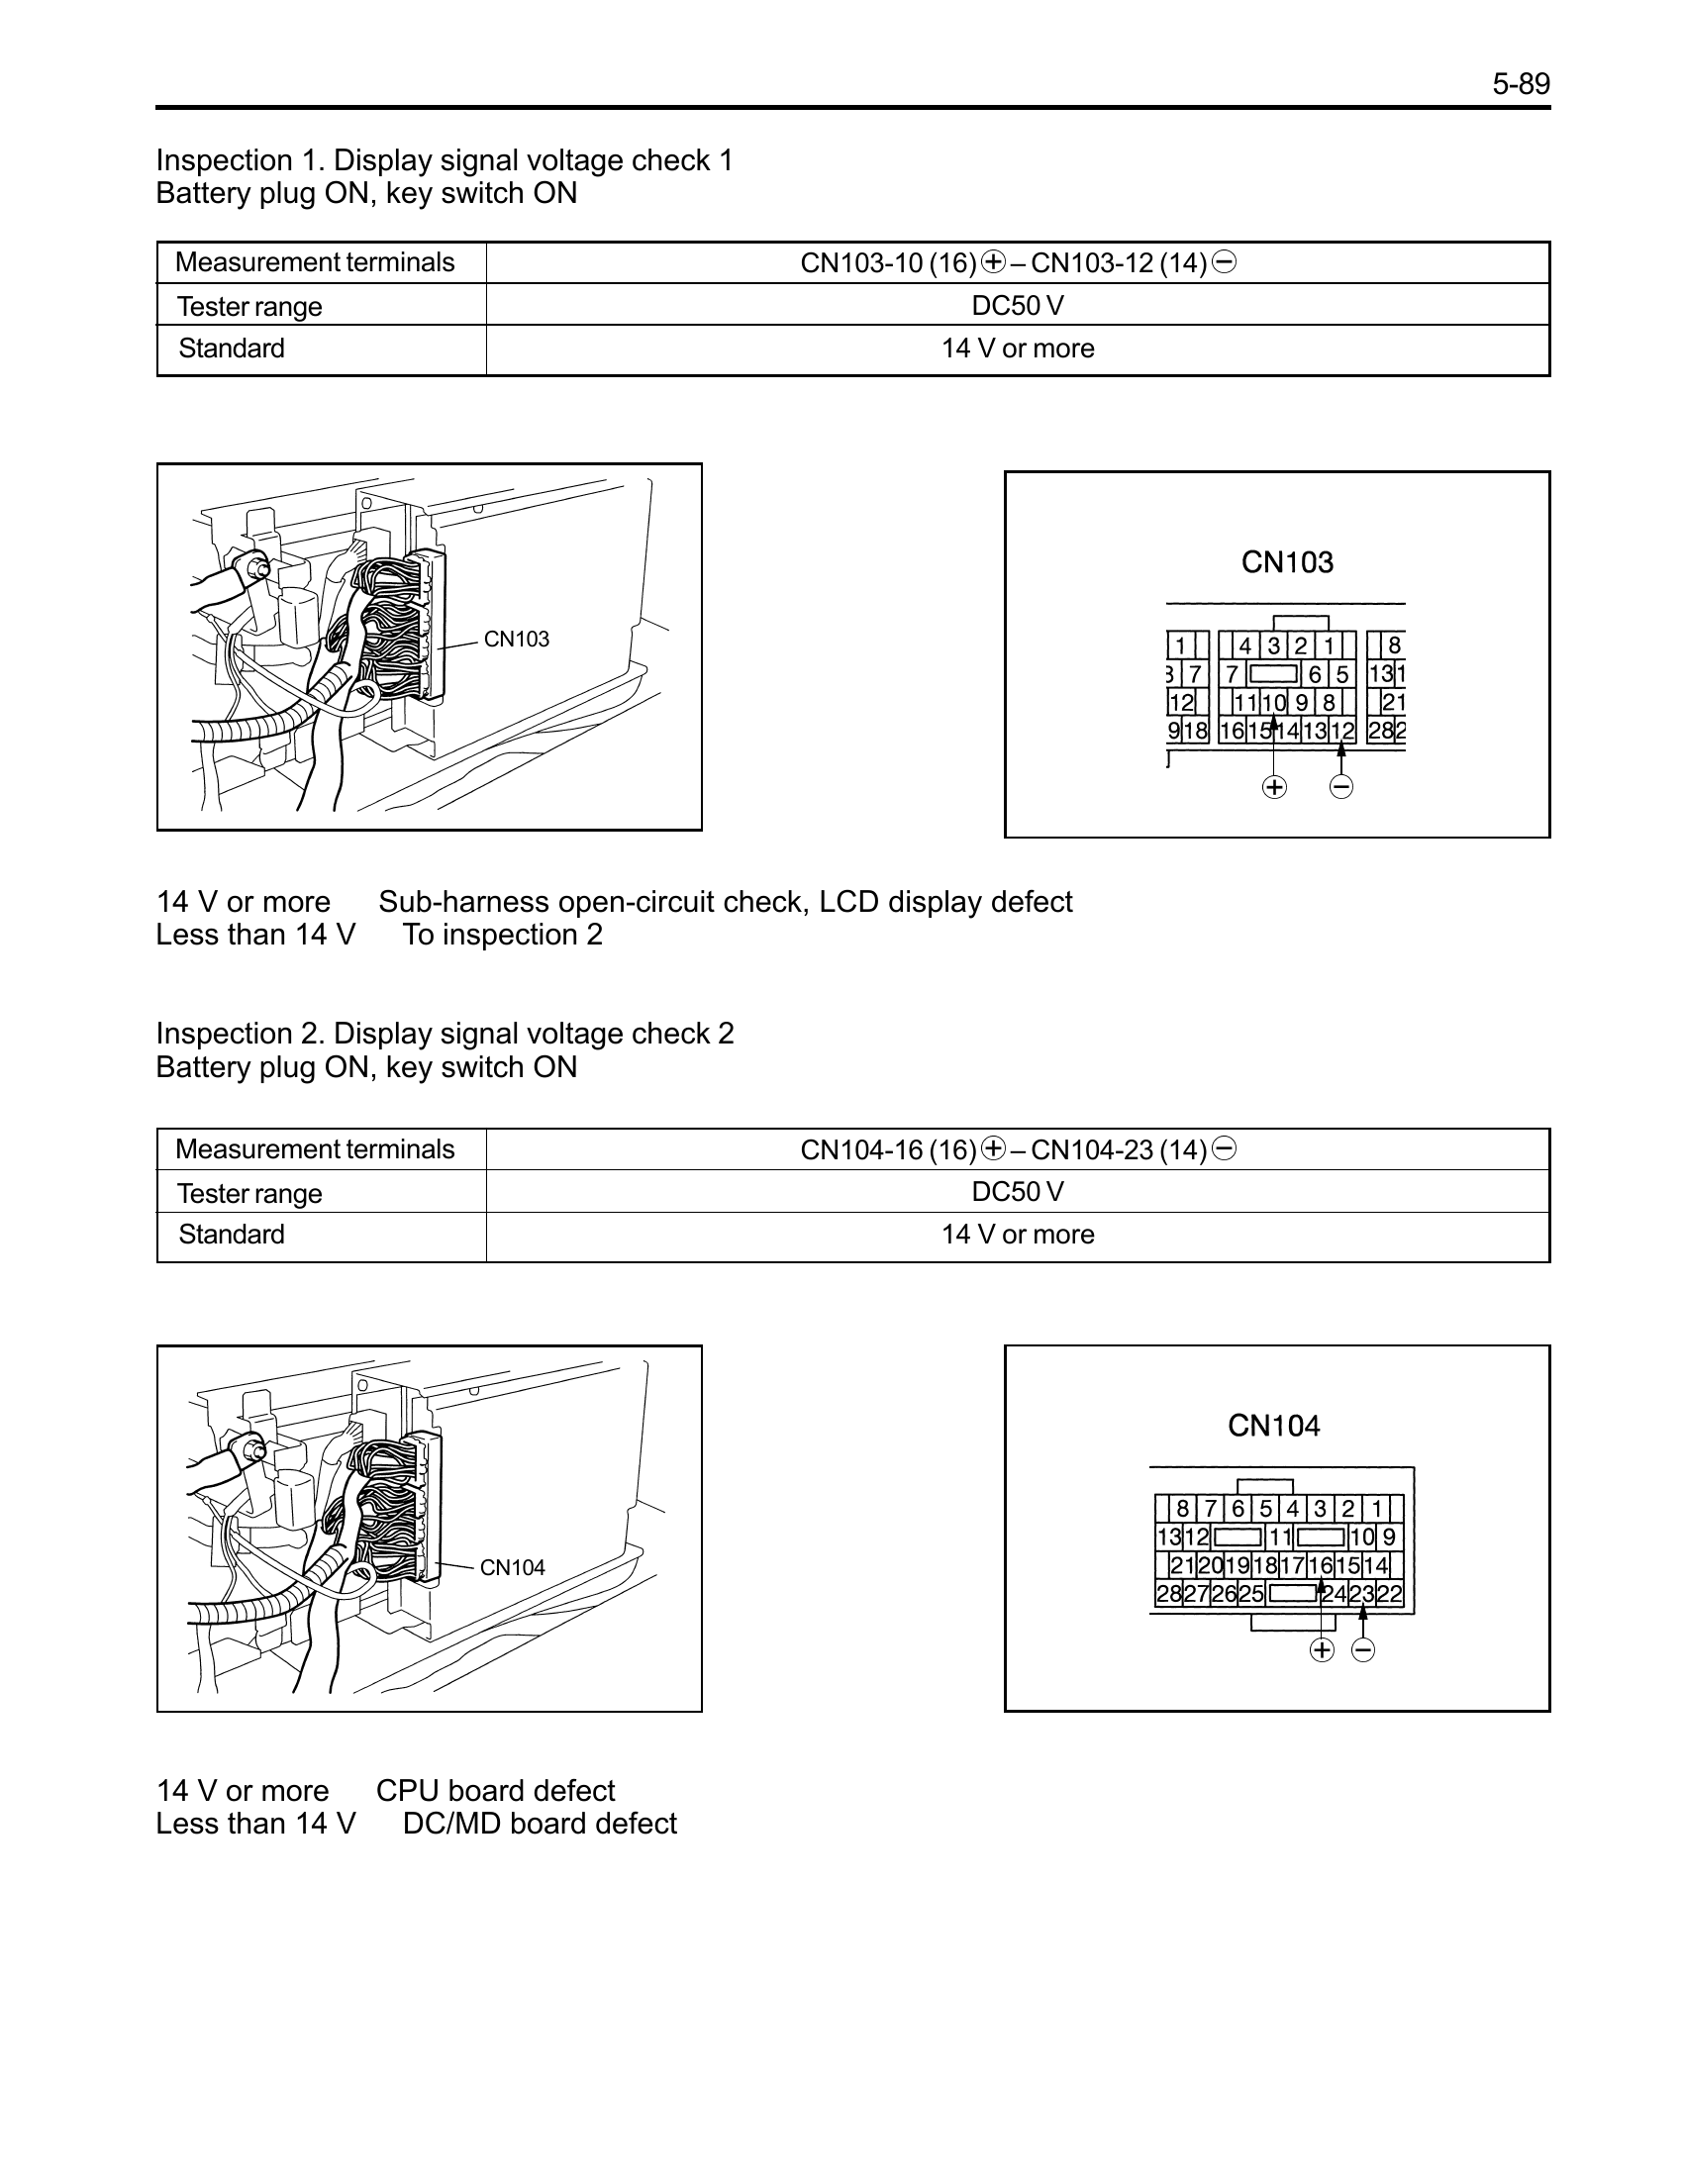 5-89
Inspection 1. Display signal voltage check 1
Battery plug ON, key switch ON
Measurement terminals CN103-10 (16) ⊕ – CN103-12 (14) ⊖
Tester range DC50 V
Standard 14 V or more
CN103
CN103
1 4 3 2 1 8
3 7 7 6 5 13 1
12 11 10 9 8 21
9 18 16 15 14 13 12 28 2
⊕ ⊖
14 V or more Sub-harness open-circuit check, LCD display defect
Less than 14 V To inspection 2
Inspection 2. Display signal voltage check 2
Battery plug ON, key switch ON
Measurement terminals CN104-16 (16) ⊕ – CN104-23 (14) ⊖
Tester range DC50 V
Standard 14 V or more
CN104
CN104
8 7 6 5 4 3 2 1
13 12 11 10 9
21 20 19 18 17 16 15 14
28 27 26 25 24 23 22
⊕ ⊖
14 V or more CPU board defect
Less than 14 V DC/MD board defect